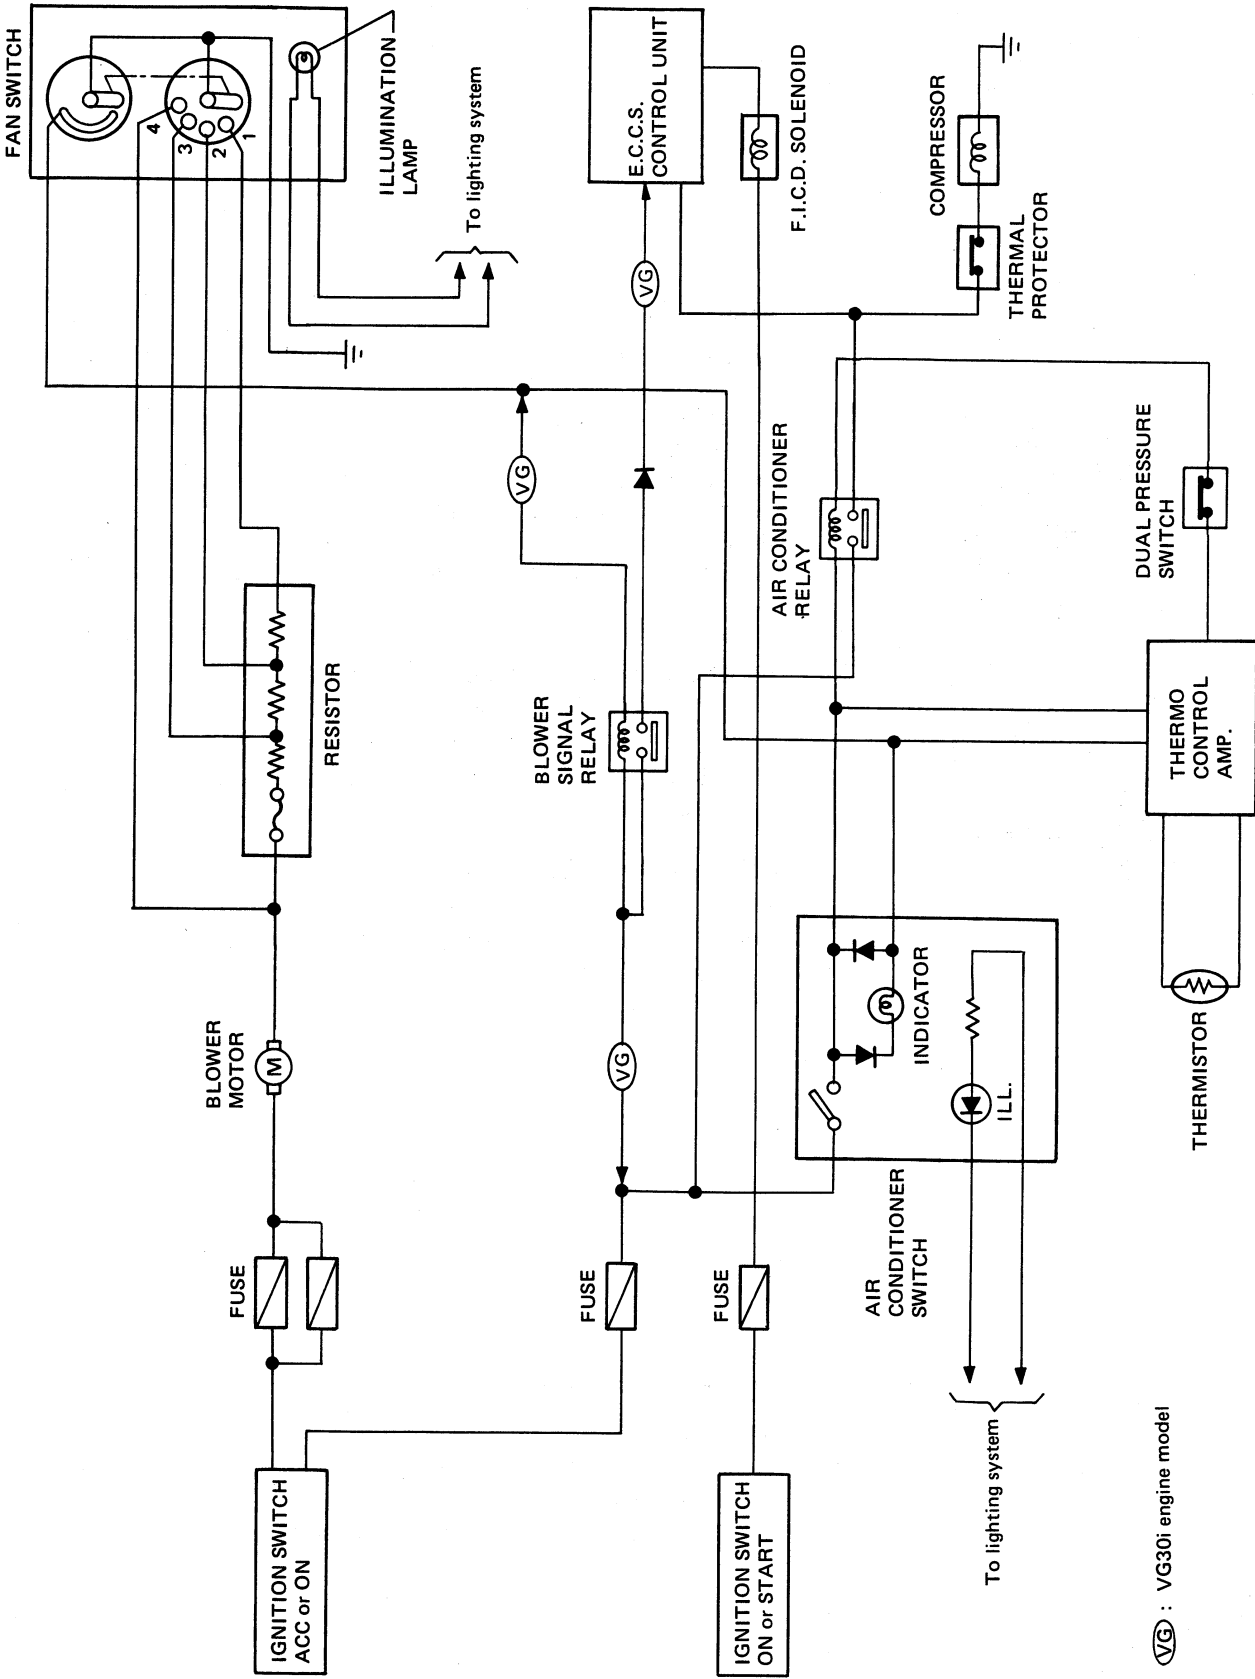 FAN SWITCH
4
3
2
1
ILLUMINATION
LAMP
To lighting system
E.C.C.S.
CONTROL UNIT
F.I.C.D. SOLENOID
COMPRESSOR
THERMAL
PROTECTOR
VG
VG
RESISTOR
BLOWER
SIGNAL
RELAY
AIR CONDITIONER
RELAY
DUAL PRESSURE
SWITCH
THERMO
CONTROL
AMP.
BLOWER
MOTOR
M
VG
INDICATOR
ILL.
THERMISTOR
AIR
CONDITIONER
SWITCH
FUSE
FUSE
FUSE
IGNITION SWITCH
ACC or ON
IGNITION SWITCH
ON or START
To lighting system
VG : VG30i engine model